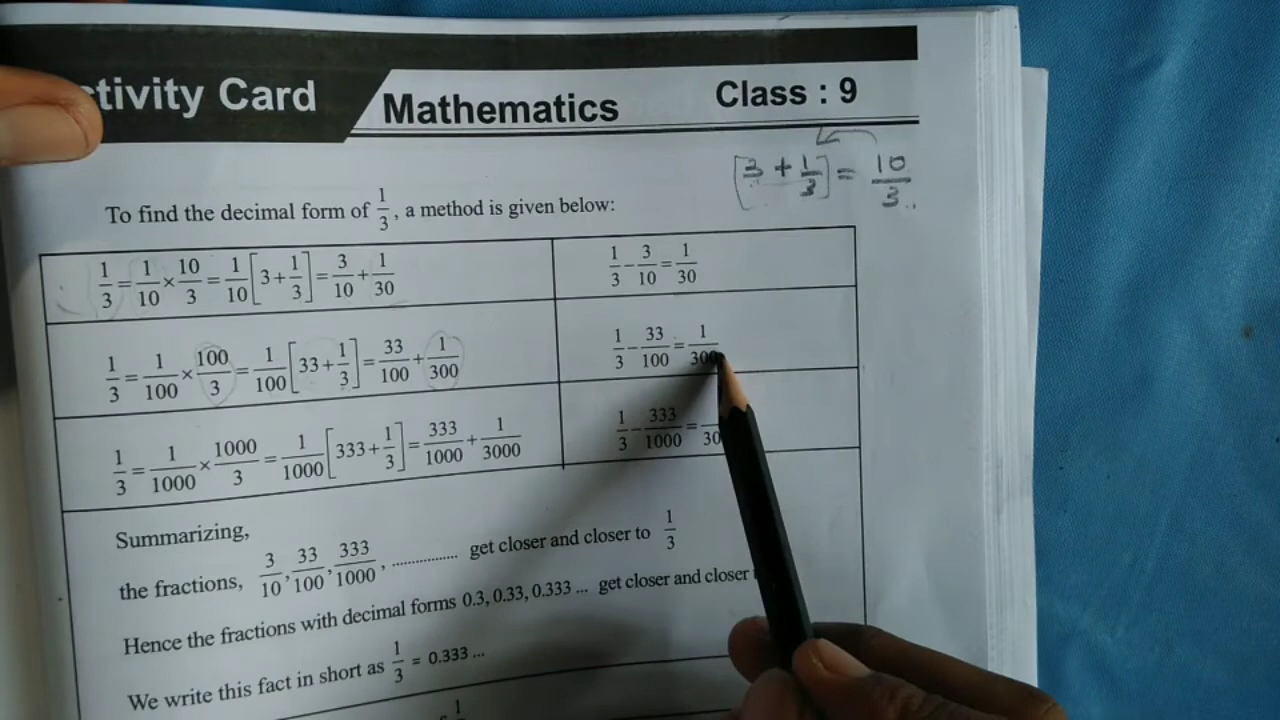 Activity Card Mathematics Class : 9
[3 + 1/3] = 10/3
To find the decimal form of 1/3, a method is given below:
1/3 = 1/10 × 10/3 = 1/10 [3 + 1/3] = 3/10 + 1/30
1/3 − 3/10 = 1/30
1/3 = 1/100 × 100/3 = 1/100 [33 + 1/3] = 33/100 + 1/300
1/3 − 33/100 = 1/300
1/3 = 1/1000 × 1000/3 = 1/1000 [333 + 1/3] = 333/1000 + 1/3000
1/3 − 333/1000 =
Summarizing,
the fractions, 3/10, 33/100, 333/1000, ................ get closer and closer to 1/3
Hence the fractions with decimal forms 0.3, 0.33, 0.333 ... get closer and closer
We write this fact in short as 1/3 = 0.333 ...